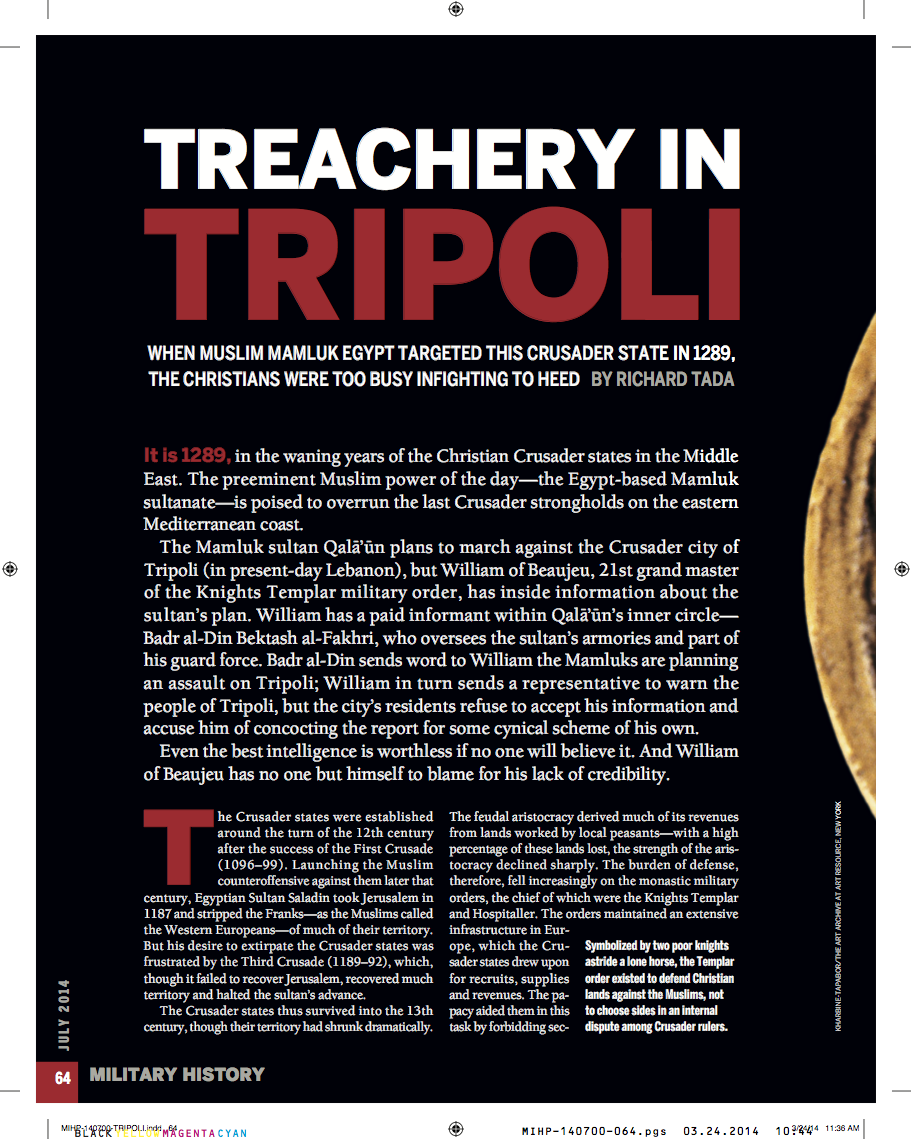 TREACHERY IN
TRIPOLI
WHEN MUSLIM MAMLUK EGYPT TARGETED THIS CRUSADER STATE IN 1289,
THE CHRISTIANS WERE TOO BUSY INFIGHTING TO HEED BY RICHARD TADA
It is 1289, in the waning years of the Christian Crusader states in the Middle
East. The preeminent Muslim power of the day—the Egypt-based Mamluk
sultanate—is poised to overrun the last Crusader strongholds on the eastern
Mediterranean coast.
The Mamluk sultan Qalā’ūn plans to march against the Crusader city of
Tripoli (in present-day Lebanon), but William of Beaujeu, 21st grand master
of the Knights Templar military order, has inside information about the
sultan’s plan. William has a paid informant within Qalā’ūn’s inner circle—
Badr al-Din Bektash al-Fakhri, who oversees the sultan’s armories and part of
his guard force. Badr al-Din sends word to William the Mamluks are planning
an assault on Tripoli; William in turn sends a representative to warn the
people of Tripoli, but the city’s residents refuse to accept his information and
accuse him of concocting the report for some cynical scheme of his own.
Even the best intelligence is worthless if no one will believe it. And William
of Beaujeu has no one but himself to blame for his lack of credibility.
The Crusader states were established
around the turn of the 12th century
after the success of the First Crusade
(1096–99). Launching the Muslim
counteroffensive against them later that
century, Egyptian Sultan Saladin took Jerusalem in
1187 and stripped the Franks—as the Muslims called
the Western Europeans—of much of their territory.
But his desire to extirpate the Crusader states was
frustrated by the Third Crusade (1189–92), which,
though it failed to recover Jerusalem, recovered much
territory and halted the sultan’s advance.
The Crusader states thus survived into the 13th
century, though their territory had shrunk dramatically.
The feudal aristocracy derived much of its revenues
from lands worked by local peasants—with a high
percentage of these lands lost, the strength of the aris-
tocracy declined sharply. The burden of defense,
therefore, fell increasingly on the monastic military
orders, the chief of which were the Knights Templar
and Hospitaller. The orders maintained an extensive
infrastructure in Eur-
ope, which the Cru-
sader states drew upon
for recruits, supplies
and revenues. The pa-
pacy aided them in this
task by forbidding sec-
Symbolized by two poor knights
astride a lone horse, the Templar
order existed to defend Christian
lands against the Muslims, not
to choose sides in an internal
dispute among Crusader rulers.
KHARBINE-TAPABOR/THE ART ARCHIVE AT ART RESOURCE, NEW YORK
JULY 2014
64 MILITARY HISTORY
MIHP-140700-TRIPOLI.indd 64
3/24/14 11:36 AM
BLACK YELLOW MAGENTA CYAN
MIHP-140700-064.pgs 03.24.2014 10:44